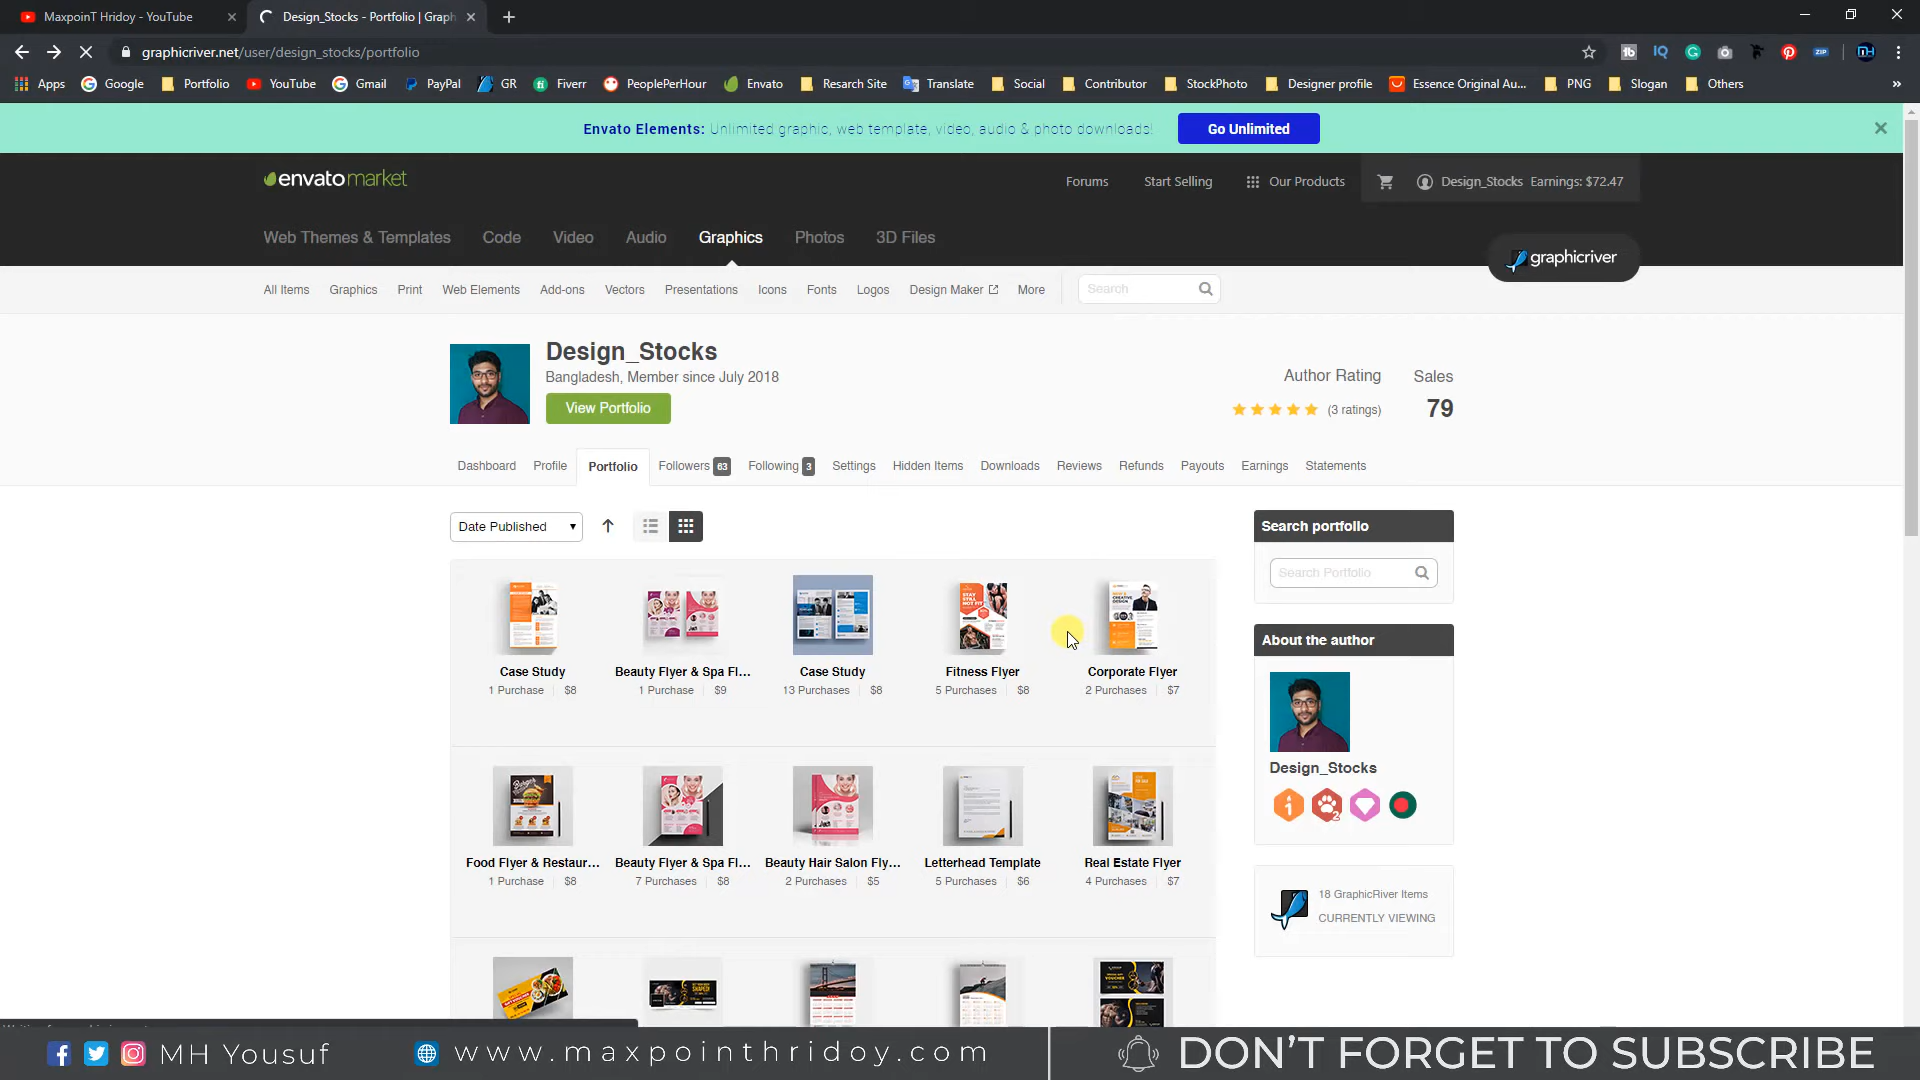 MaxpoinT Hridoy - YouTube
Design_Stocks - Portfolio | Graph
graphicriver.net/user/design_stocks/portfolio
Apps Google Portfolio YouTube Gmail PayPal GR Fiverr PeoplePerHour Envato Resarch Site Translate Social Contributor StockPhoto Designer profile Essence Original Au... PNG Slogan Others
Envato Elements: Unlimited graphic, web template, video, audio & photo downloads! Go Unlimited
envatomarket
Forums Start Selling Our Products Design_Stocks Earnings: $72.47
Web Themes & Templates Code Video Audio Graphics Photos 3D Files
graphicriver
All Items Graphics Print Web Elements Add-ons Vectors Presentations Icons Fonts Logos Design Maker More Search
Design_Stocks
Bangladesh, Member since July 2018
View Portfolio
Author Rating Sales
(3 ratings) 79
Dashboard Profile Portfolio Followers 63 Following 3 Settings Hidden Items Downloads Reviews Refunds Payouts Earnings Statements
Date Published
Search portfolio
Search Portfolio
Case Study Beauty Flyer & Spa Fl... Case Study Fitness Flyer Corporate Flyer
1 Purchase $8 1 Purchase $9 13 Purchases $8 5 Purchases $8 2 Purchases $7
About the author
Design_Stocks
Food Flyer & Restaur... Beauty Flyer & Spa Fl... Beauty Hair Salon Fly... Letterhead Template Real Estate Flyer
1 Purchase $8 7 Purchases $8 2 Purchases $5 5 Purchases $6 4 Purchases $7
18 GraphicRiver Items
CURRENTLY VIEWING
MH Yousuf
www.maxpointhridoy.com
DON'T FORGET TO SUBSCRIBE